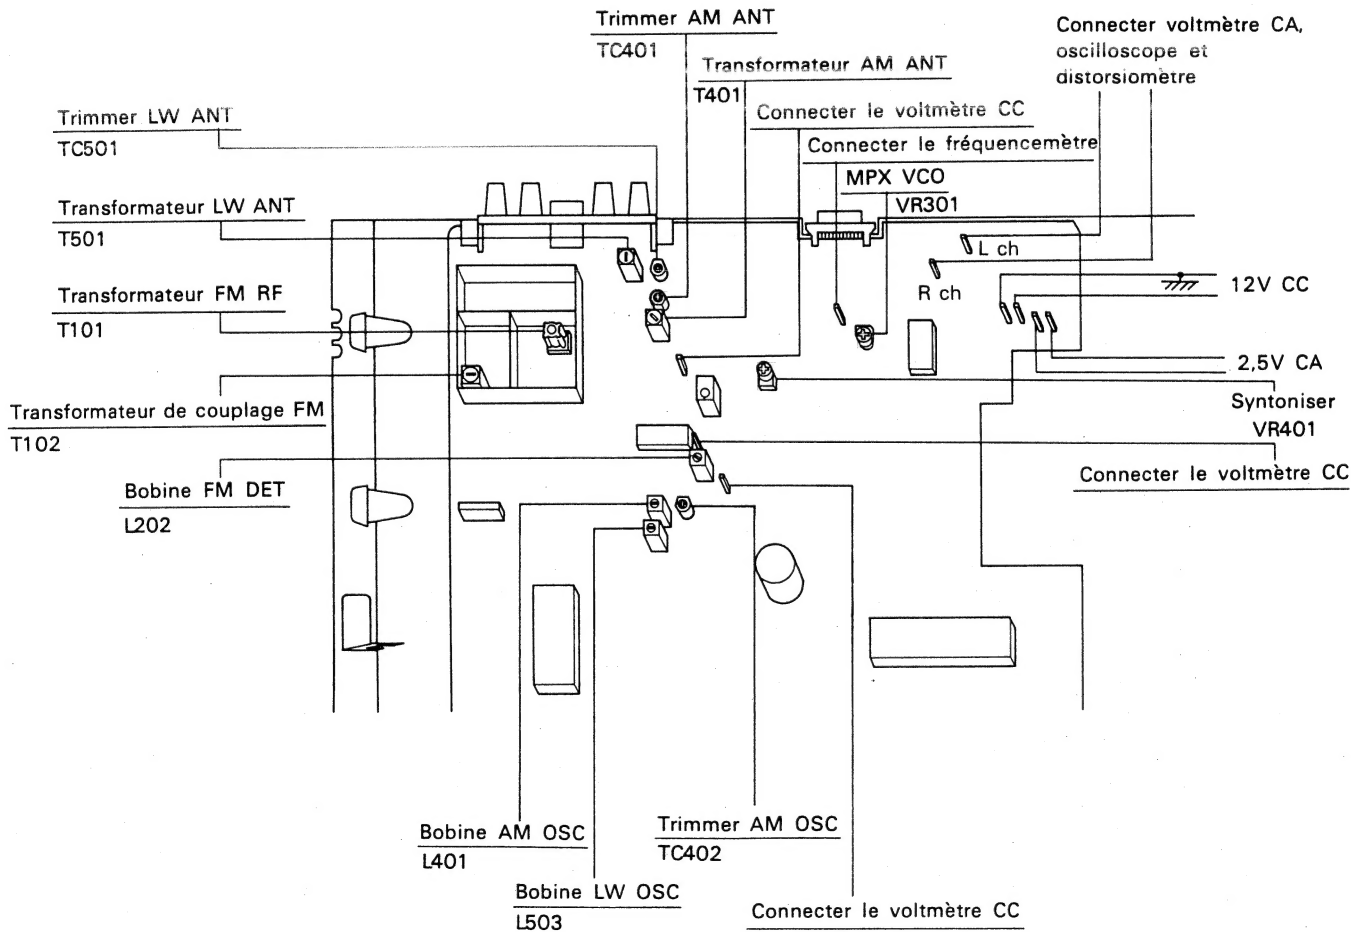 Trimmer AM ANT
TC401
Connecter voltmètre CA,
oscilloscope et
distorsiomètre
Transformateur AM ANT
T401
Connecter le voltmètre CC
Trimmer LW ANT
TC501
Connecter le fréquencemètre
MPX VCO
VR301
Transformateur LW ANT
T501
L ch
R ch
12V CC
Transformateur FM RF
T101
2,5V CA
Syntoniser
VR401
Transformateur de couplage FM
T102
Connecter le voltmètre CC
Bobine FM DET
L202
Bobine AM OSC
L401
Trimmer AM OSC
TC402
Bobine LW OSC
L503
Connecter le voltmètre CC